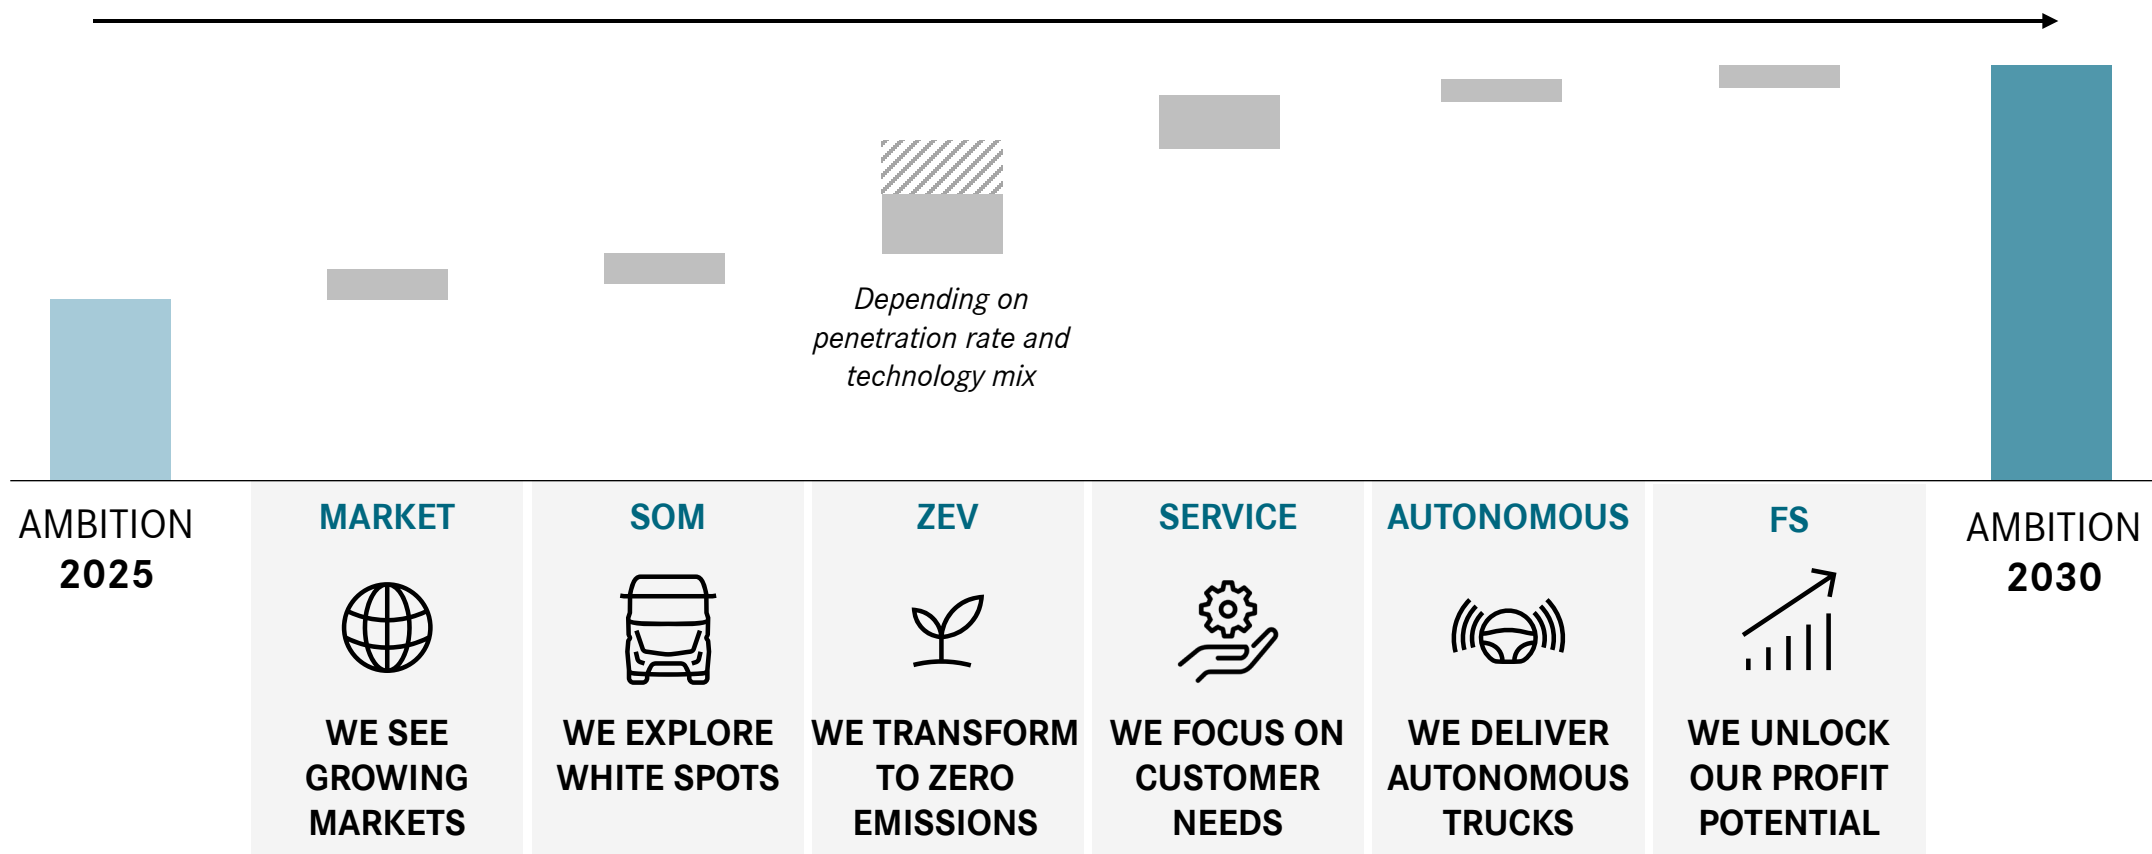 Depending on
penetration rate and
technology mix
AMBITION
2025
MARKET
WE SEE
GROWING
MARKETS
SOM
WE EXPLORE
WHITE SPOTS
ZEV
WE TRANSFORM
TO ZERO
EMISSIONS
SERVICE
WE FOCUS ON
CUSTOMER
NEEDS
AUTONOMOUS
WE DELIVER
AUTONOMOUS
TRUCKS
FS
WE UNLOCK
OUR PROFIT
POTENTIAL
AMBITION
2030